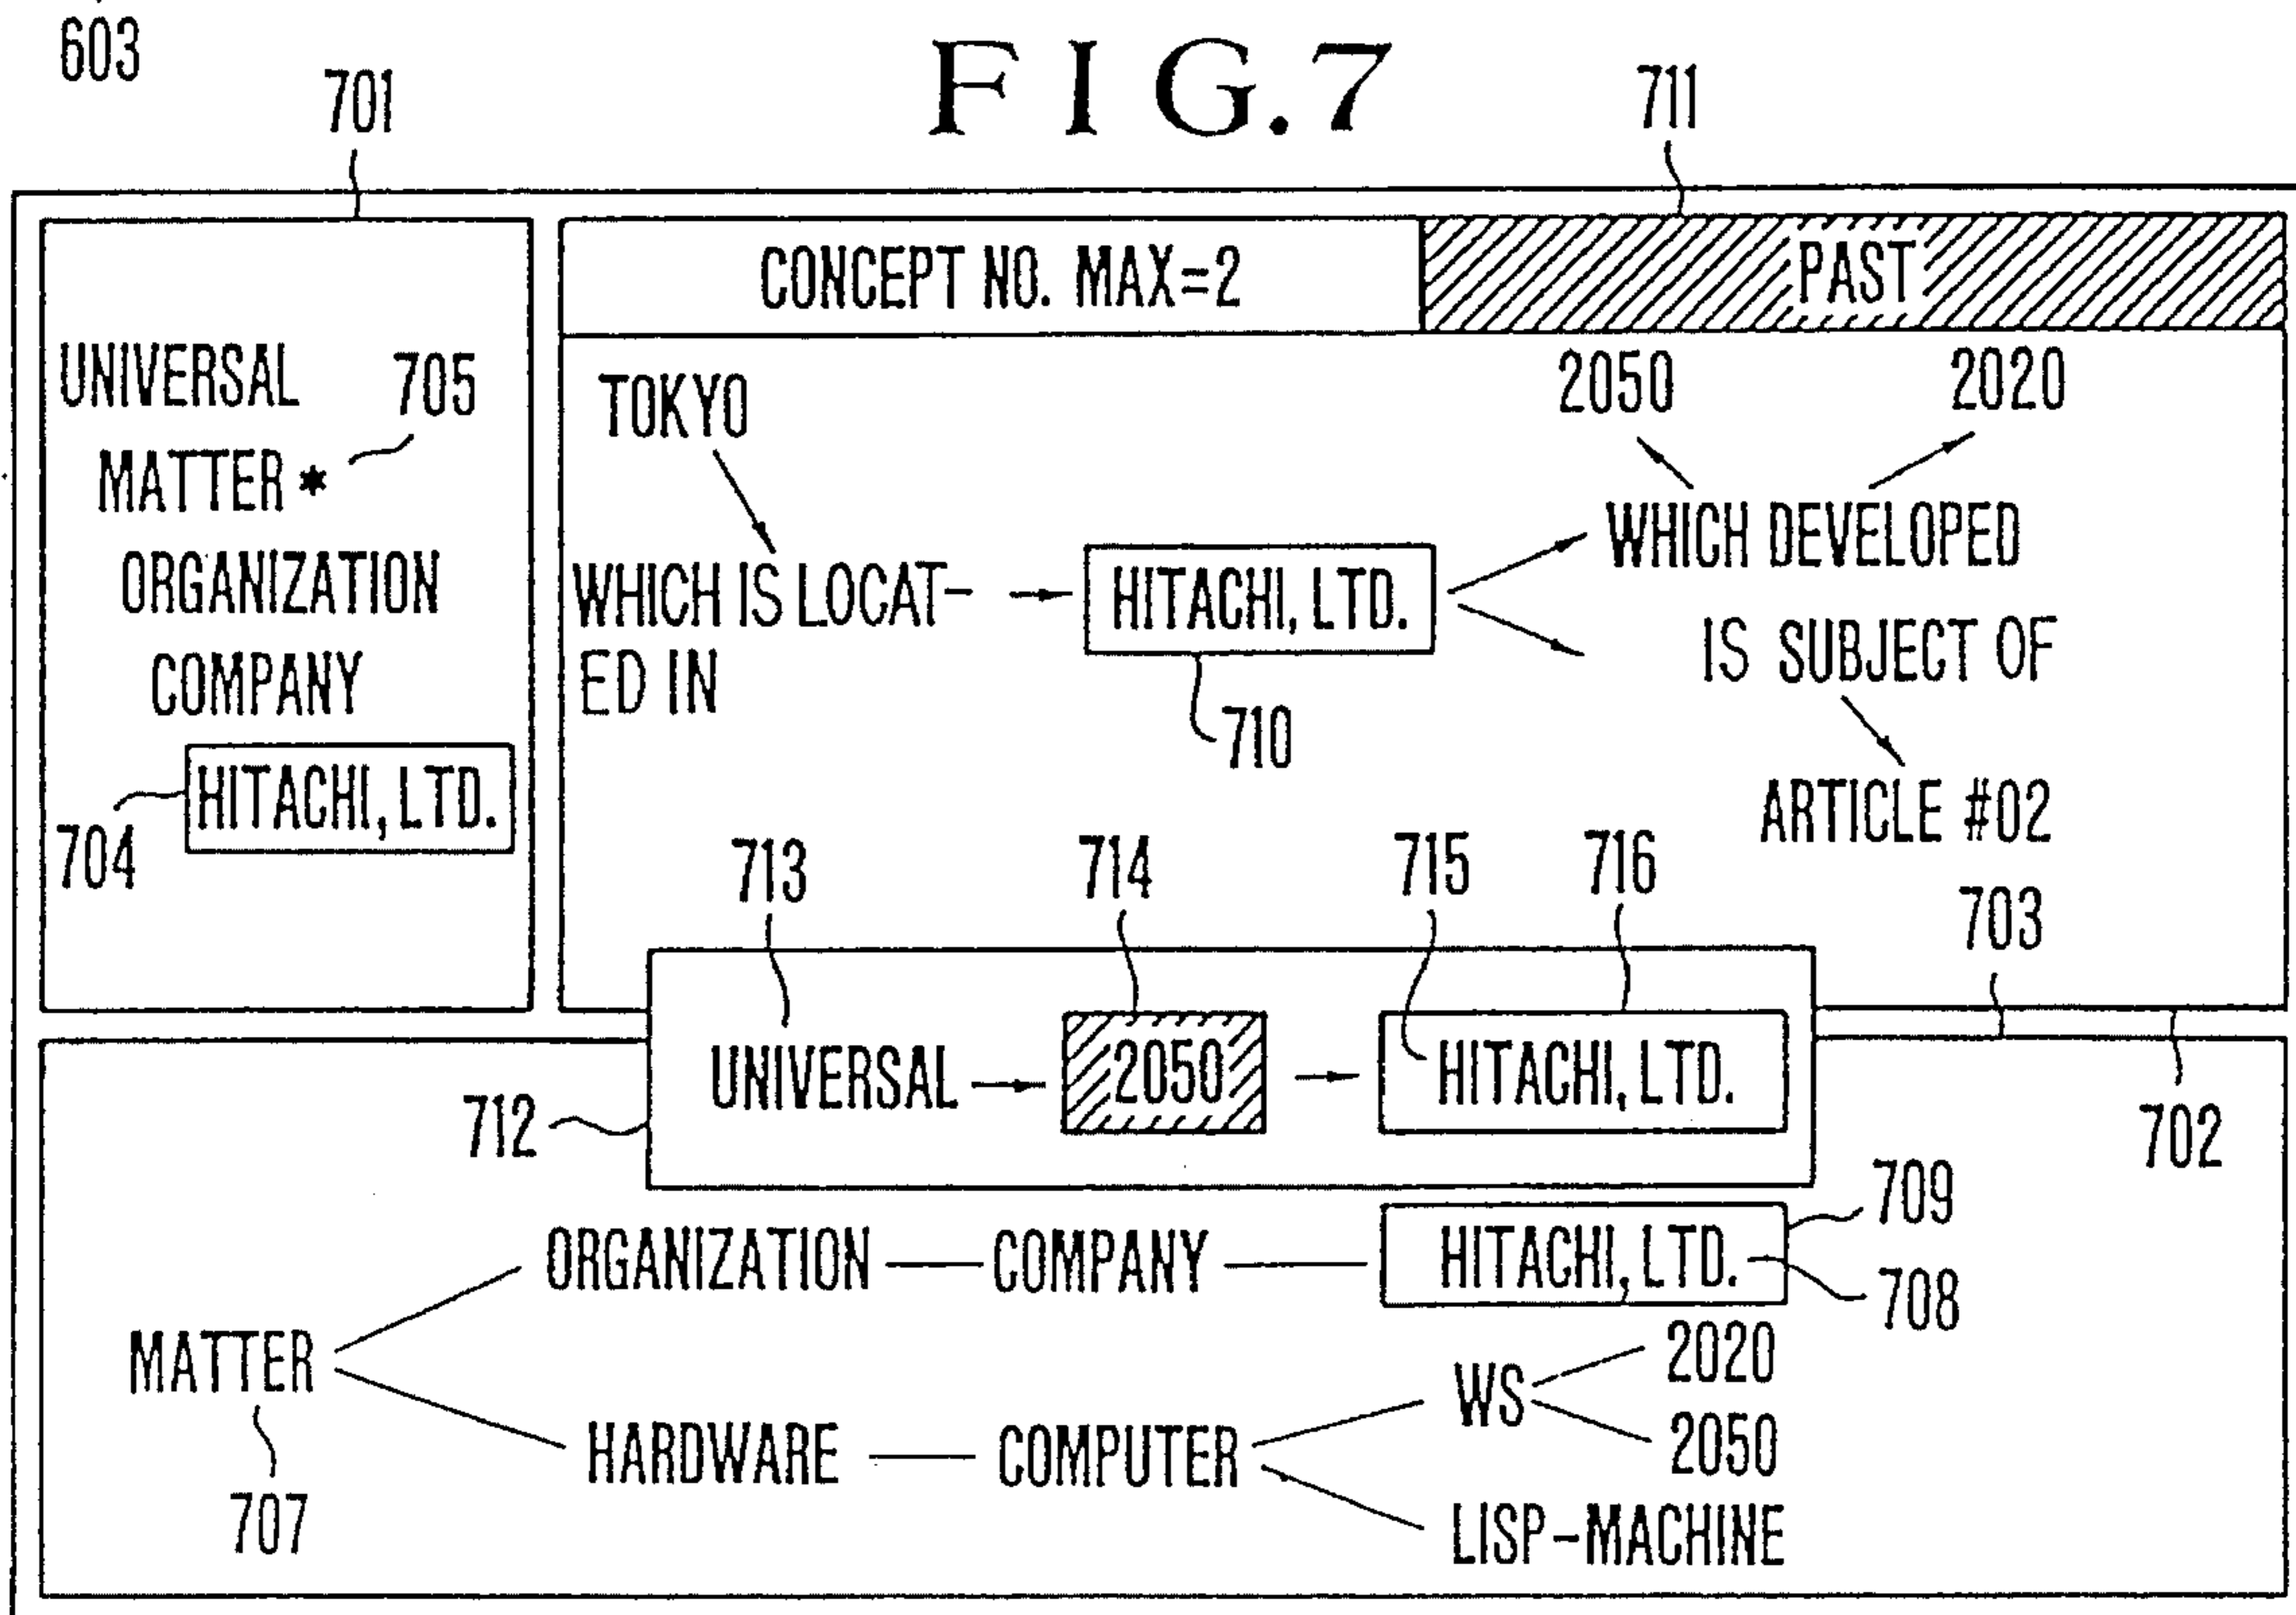 603
FIG.7
701
711
CONCEPT NO. MAX=2
PAST
UNIVERSAL
705
MATTER *
ORGANIZATION
COMPANY
HITACHI, LTD.
704
TOKYO
2050
2020
WHICH IS LOCAT-
ED IN
HITACHI, LTD.
WHICH DEVELOPED
IS SUBJECT OF
710
ARTICLE #02
713
714
715
716
703
UNIVERSAL
2050
HITACHI, LTD.
712
702
ORGANIZATION
COMPANY
HITACHI, LTD.
709
708
MATTER
2020
WS
HARDWARE
COMPUTER
2050
707
LISP-MACHINE